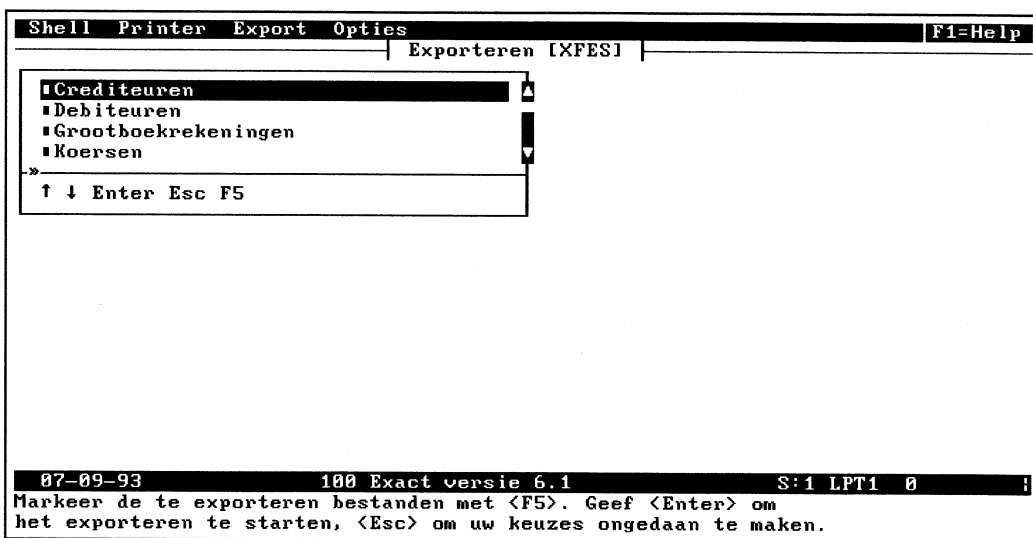 Shell Printer Export Opties F1=Help
Exporteren [XFES]
Crediteuren
Debiteuren
Grootboekrekeningen
Koersen
»
↑ ↓ Enter Esc F5
07-09-93 100 Exact versie 6.1 S:1 LPT1 0 ¦
Markeer de te exporteren bestanden met <F5>. Geef <Enter> om
het exporteren te starten, <Esc> om uw keuzes ongedaan te maken.